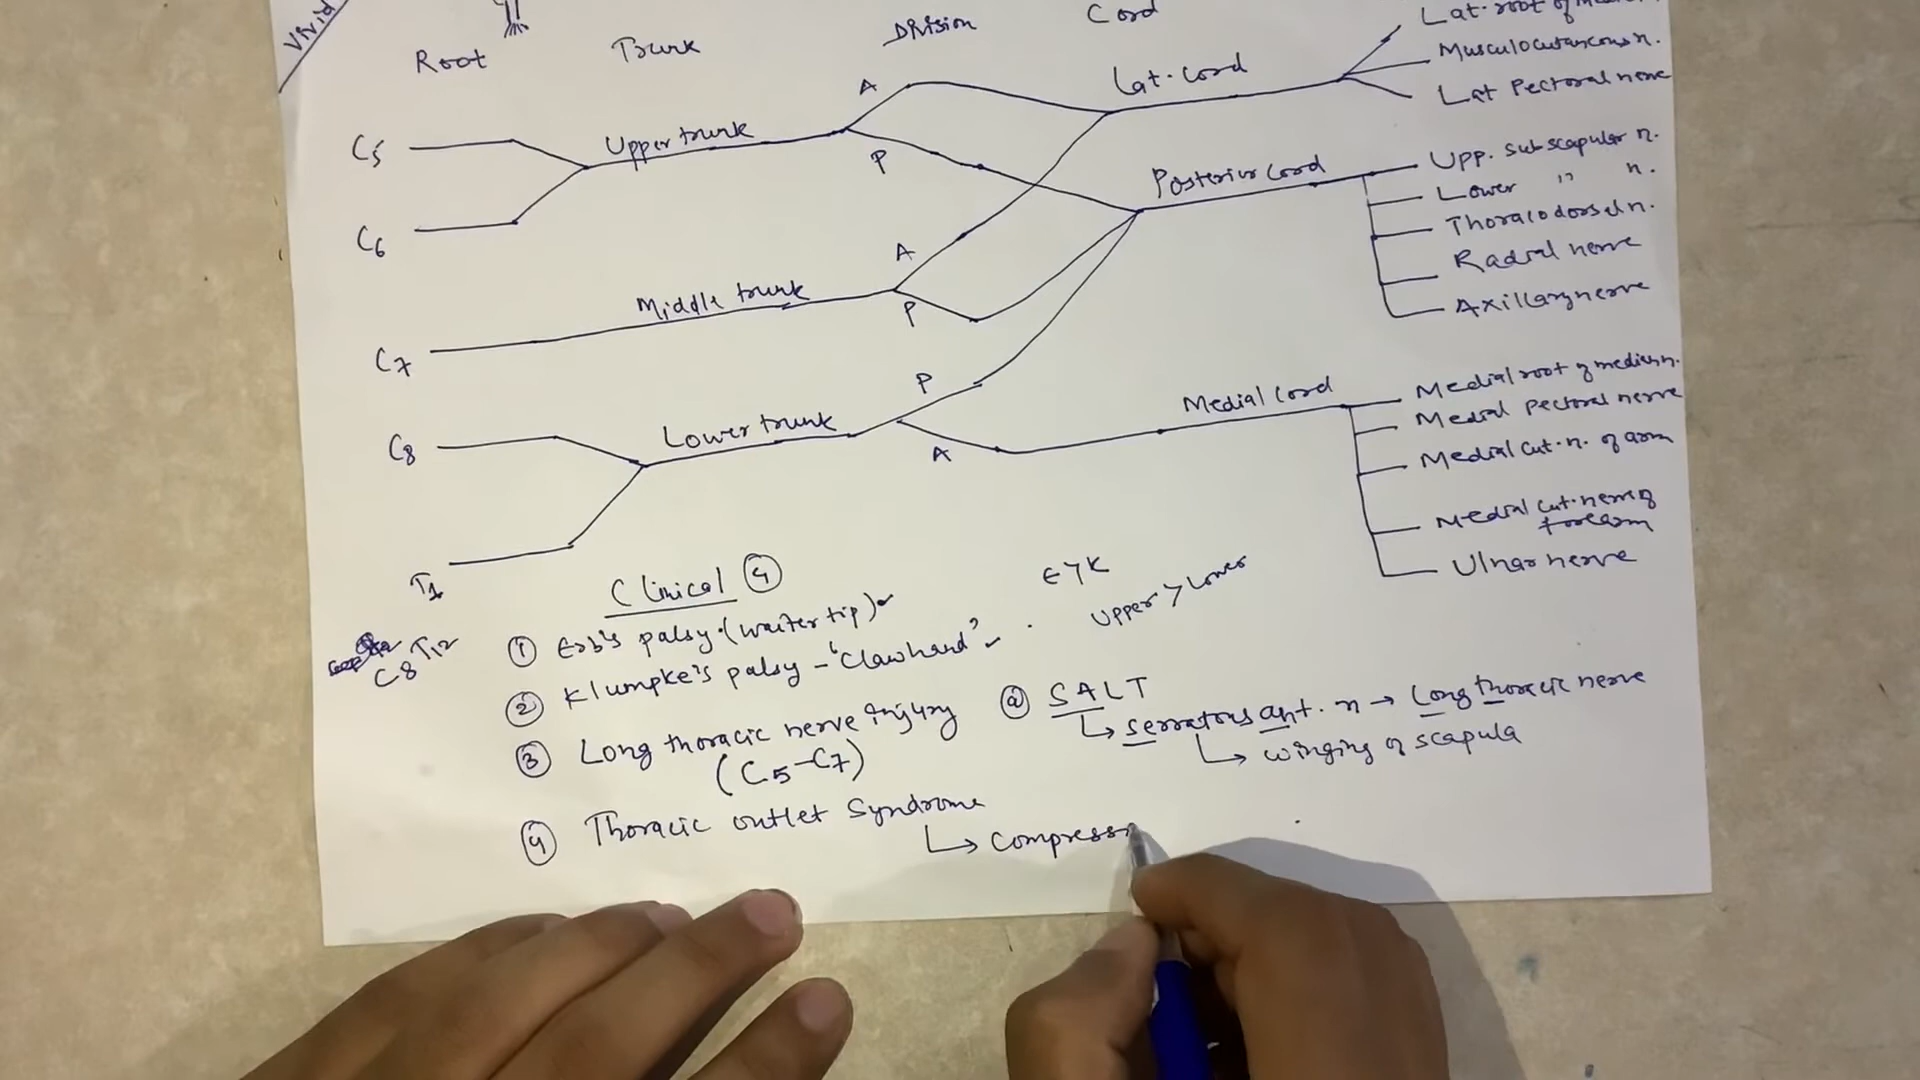 Vivid
Root Trunk Division Cord
C5
C6
C7
C8
T1
Upper trunk
Middle trunk
Lower trunk
A
P
A
P
P
A
Lat. cord
Posterior cord
Medial cord
Lat. root of
Musculocutaneous n.
Lat Pectoral nerve
Upp. subscapular n.
Lower " n.
Thoracodorsal n.
Radial nerve
Axillary nerve
Medial root of median n.
Medial Pectoral nerve
Medial cut. n. of arm
Medial cut. nerve of
forearm
Ulnar nerve
Clinical 4
① Erb's palsy. (waiter tip)
② Klumpke's palsy - "Clawhand"
③ Long thoracic nerve injury
(C5-C7)
④ Thoracic outlet Syndrome
↳ Compress
C8 T12
E > K
Upper > Lower
@ SALT
↳ Serratous ant. n → Long thoracic nerve
↳ winging of scapula